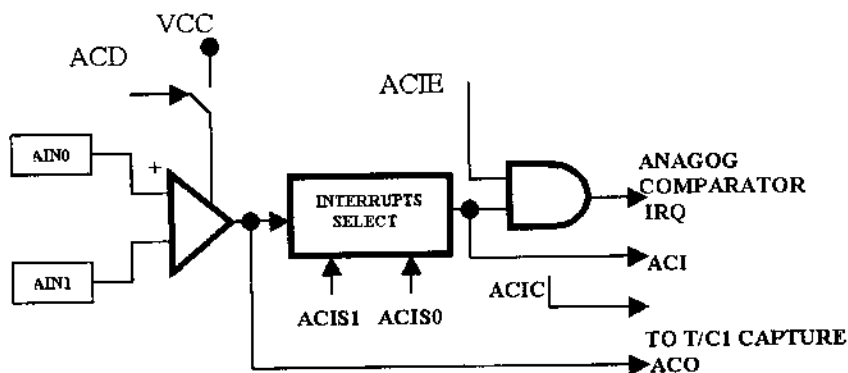 VCC
ACD
ACIE
AIN0
+
INTERRUPTS
SELECT
ANAGOG
COMPARATOR
IRQ
AIN1
ACI
ACIS1 ACIS0
ACIC
TO T/C1 CAPTURE
ACO